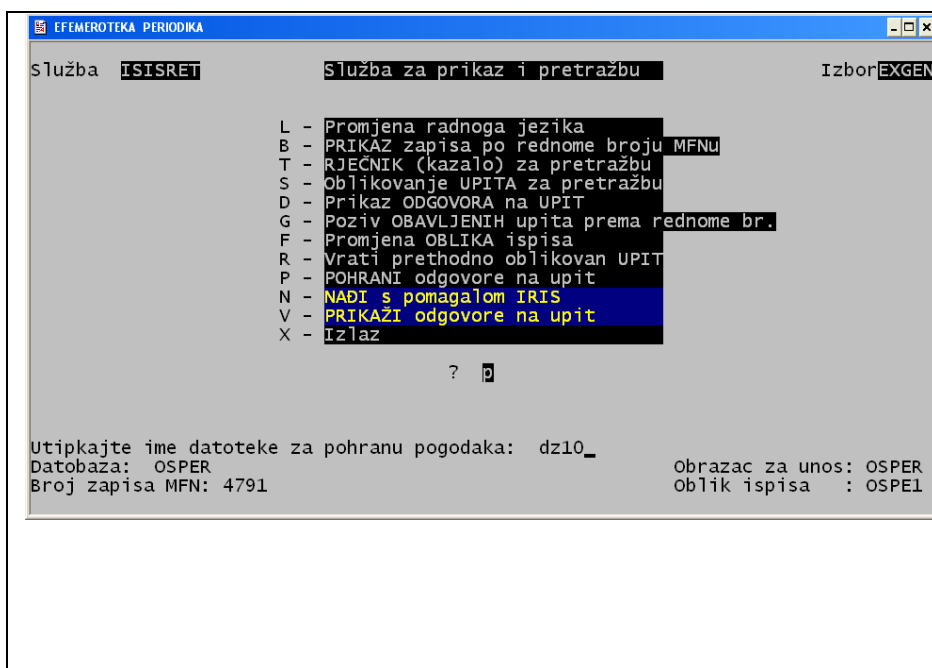 EFEMEROTEKA PERIODIKA
Služba ISISRET Služba za prikaz i pretražbu Izbor EXGEN
L - Promjena radnoga jezika
B - PRIKAZ zapisa po rednome broju MFNu
T - RJEČNIK (kazalo) za pretražbu
S - Oblikovanje UPITA za pretražbu
D - Prikaz ODGOVORA na UPIT
G - Poziv OBAVLJENIH upita prema rednome br.
F - Promjena OBLIKA ispisa
R - Vrati prethodno oblikovan UPIT
P - POHRANI odgovore na upit
N - NAĐI s pomagalom IRIS
V - PRIKAŽI odgovore na upit
X - Izlaz
? p
Utipkajte ime datoteke za pohranu pogodaka: dz10_
Datobaza: OSPER Obrazac za unos: OSPER
Broj zapisa MFN: 4791 Oblik ispisa : OSPE1